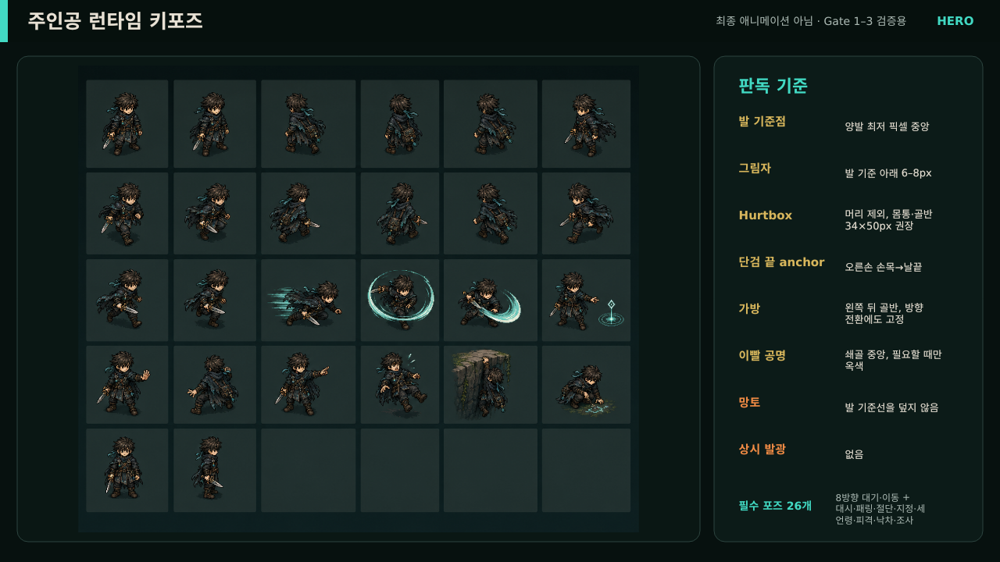 주인공 런타임 키포즈
최종 애니메이션 아님 · Gate 1–3 검증용
HERO
판독 기준
발 기준점
양발 최저 픽셀 중앙
그림자
발 기준 아래 6–8px
Hurtbox
머리 제외, 몸통·골반
34×50px 권장
단검 끝 anchor
오른손 손목→날끝
가방
왼쪽 뒤 골반, 방향
전환에도 고정
이빨 공명
쇄골 중앙, 필요할 때만
옥색
망토
발 기준선을 덮지 않음
상시 발광
없음
필수 포즈 26개
8방향 대기·이동 +
대시·패링·절단·지정·세
언령·피격·낙차·조사